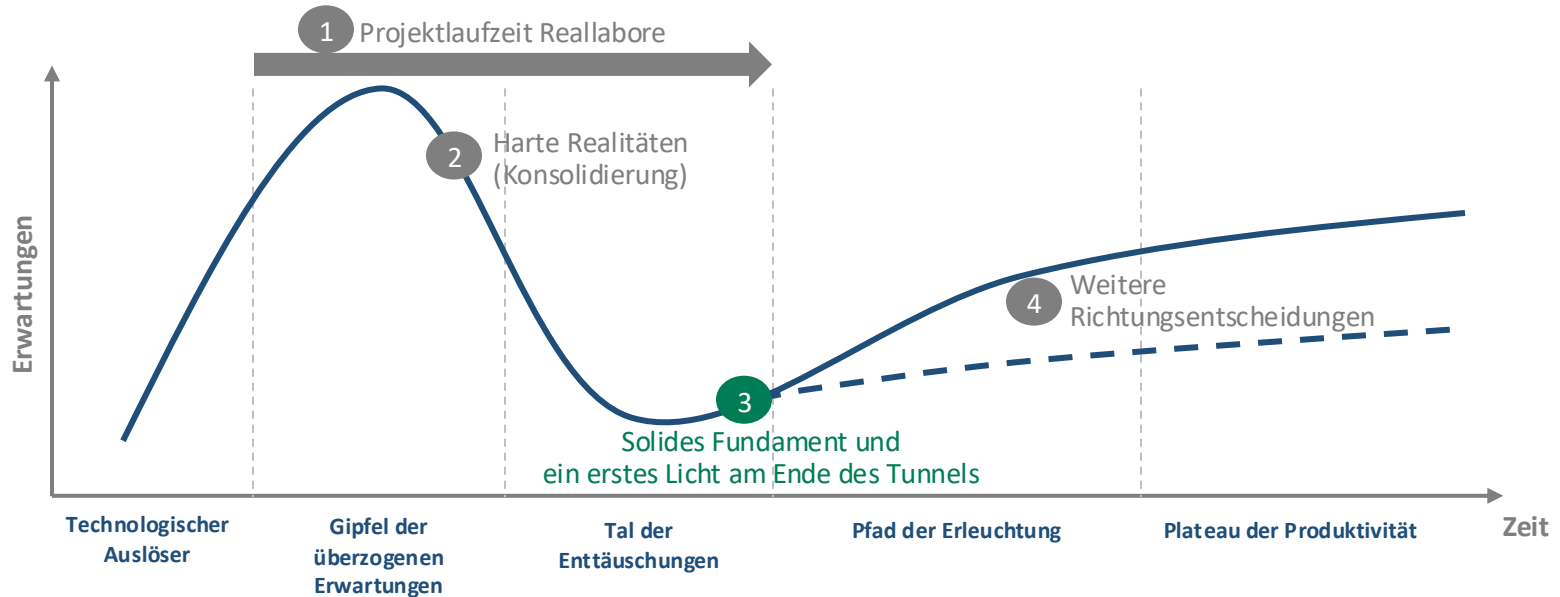 1 Projektlaufzeit Reallabore
2 Harte Realitäten
(Konsolidierung)
Erwartungen
4 Weitere
Richtungsentscheidungen
3
Solides Fundament und
ein erstes Licht am Ende des Tunnels
Technologischer
Auslöser
Gipfel der
überzogenen
Erwartungen
Tal der
Enttäuschungen
Pfad der Erleuchtung
Plateau der Produktivität
Zeit